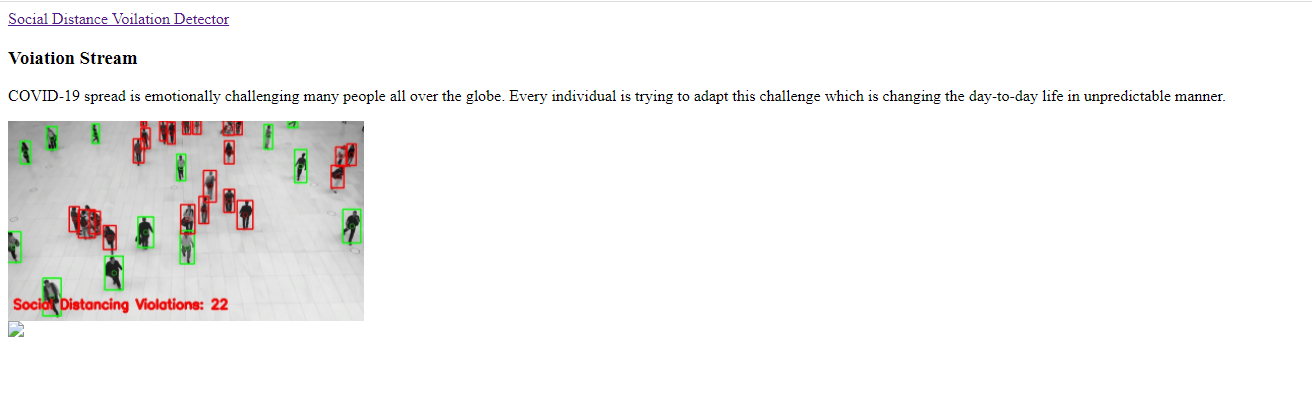 Social Distance Voilation Detector
Voiation Stream
COVID-19 spread is emotionally challenging many people all over the globe. Every individual is trying to adapt this challenge which is changing the day-to-day life in unpredictable manner.
Social Distancing Violations: 22